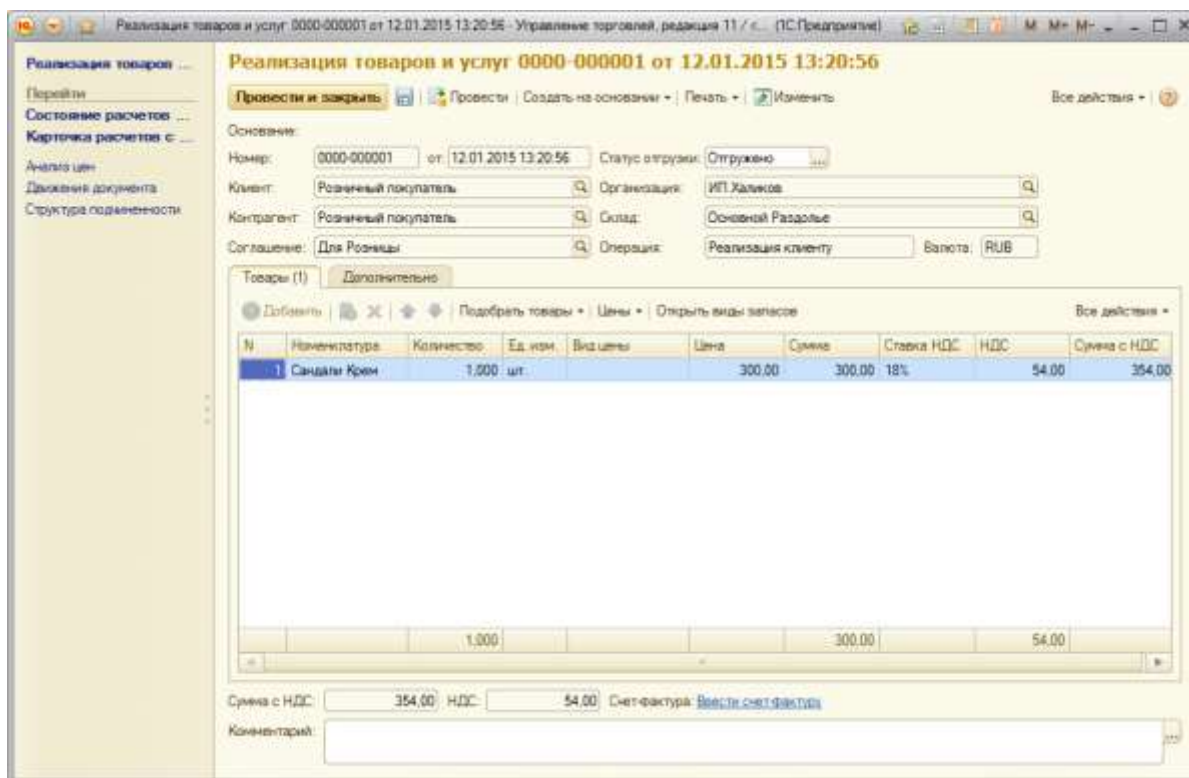 Реализация товаров и услуг 0000-000001 от 12.01.2015 13:20:56 - Управление торговлей, редакция 11 / с... (1С:Предприятие) M M+ M-
Реализация товаров ...
Перейти
Состояние расчетов ...
Карточка расчетов с ...
Анализ цен
Движения документа
Структура подчиненности
Реализация товаров и услуг 0000-000001 от 12.01.2015 13:20:56
Провести и закрыть Провести Создать на основании Печать Изменить Все действия
Основание:
Номер: 0000-000001 от: 12.01.2015 13:20:56 Статус отгрузки: Отгружено ...
Клиент: Розничный покупатель Организация: ИП Халиков
Контрагент: Розничный покупатель Склад: Основной Раздолье
Соглашение: Для Розницы Операция: Реализация клиенту Валюта: RUB
Товары (1) Дополнительно
Добавить Подобрать товары Цены Открыть виды запасов Все действия
N Номенклатура Количество Ед. изм. Вид цены Цена Сумма Ставка НДС НДС Сумма с НДС
1 Сандали Крем 1,000 шт. 300,00 300,00 18% 54,00 354,00
1,000 300,00 54,00
Сумма с НДС: 354,00 НДС: 54,00 Счет-фактура: Ввести счет-фактуру
Комментарий: ...